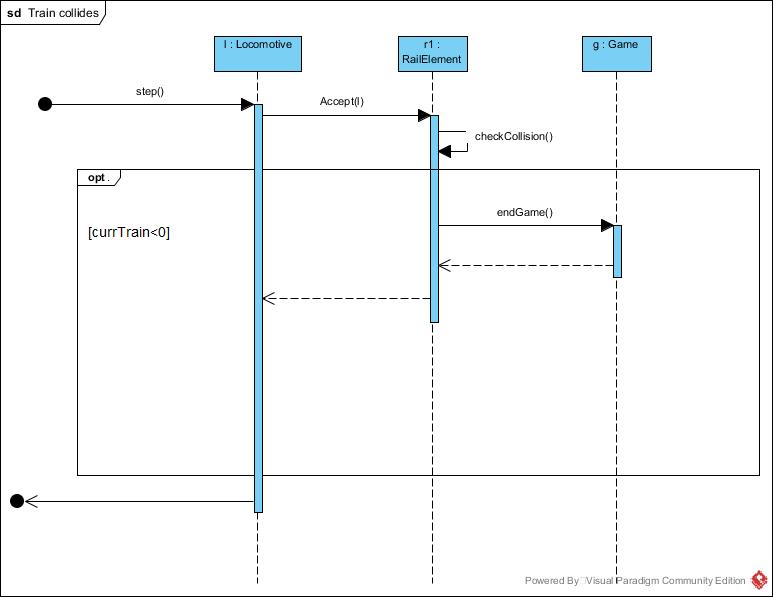 sd Train collides
l : Locomotive
r1 :
RailElement
g : Game
step()
Accept(l)
checkCollision()
opt .
endGame()
[currTrain<0]
Powered By Visual Paradigm Community Edition